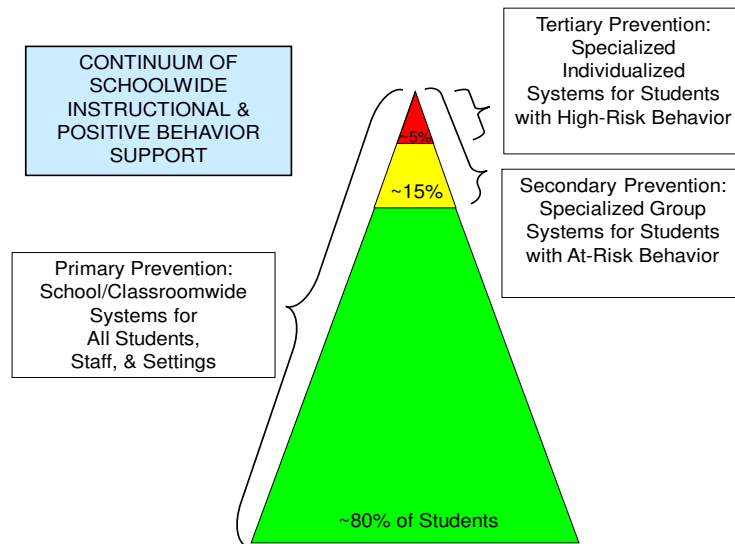 CONTINUUM OF
SCHOOLWIDE
INSTRUCTIONAL &
POSITIVE BEHAVIOR
SUPPORT
Tertiary Prevention:
Specialized
Individualized
Systems for Students
with High-Risk Behavior
~5%
~15%
Secondary Prevention:
Specialized Group
Systems for Students
with At-Risk Behavior
Primary Prevention:
School/Classroomwide
Systems for
All Students,
Staff, & Settings
~80% of Students